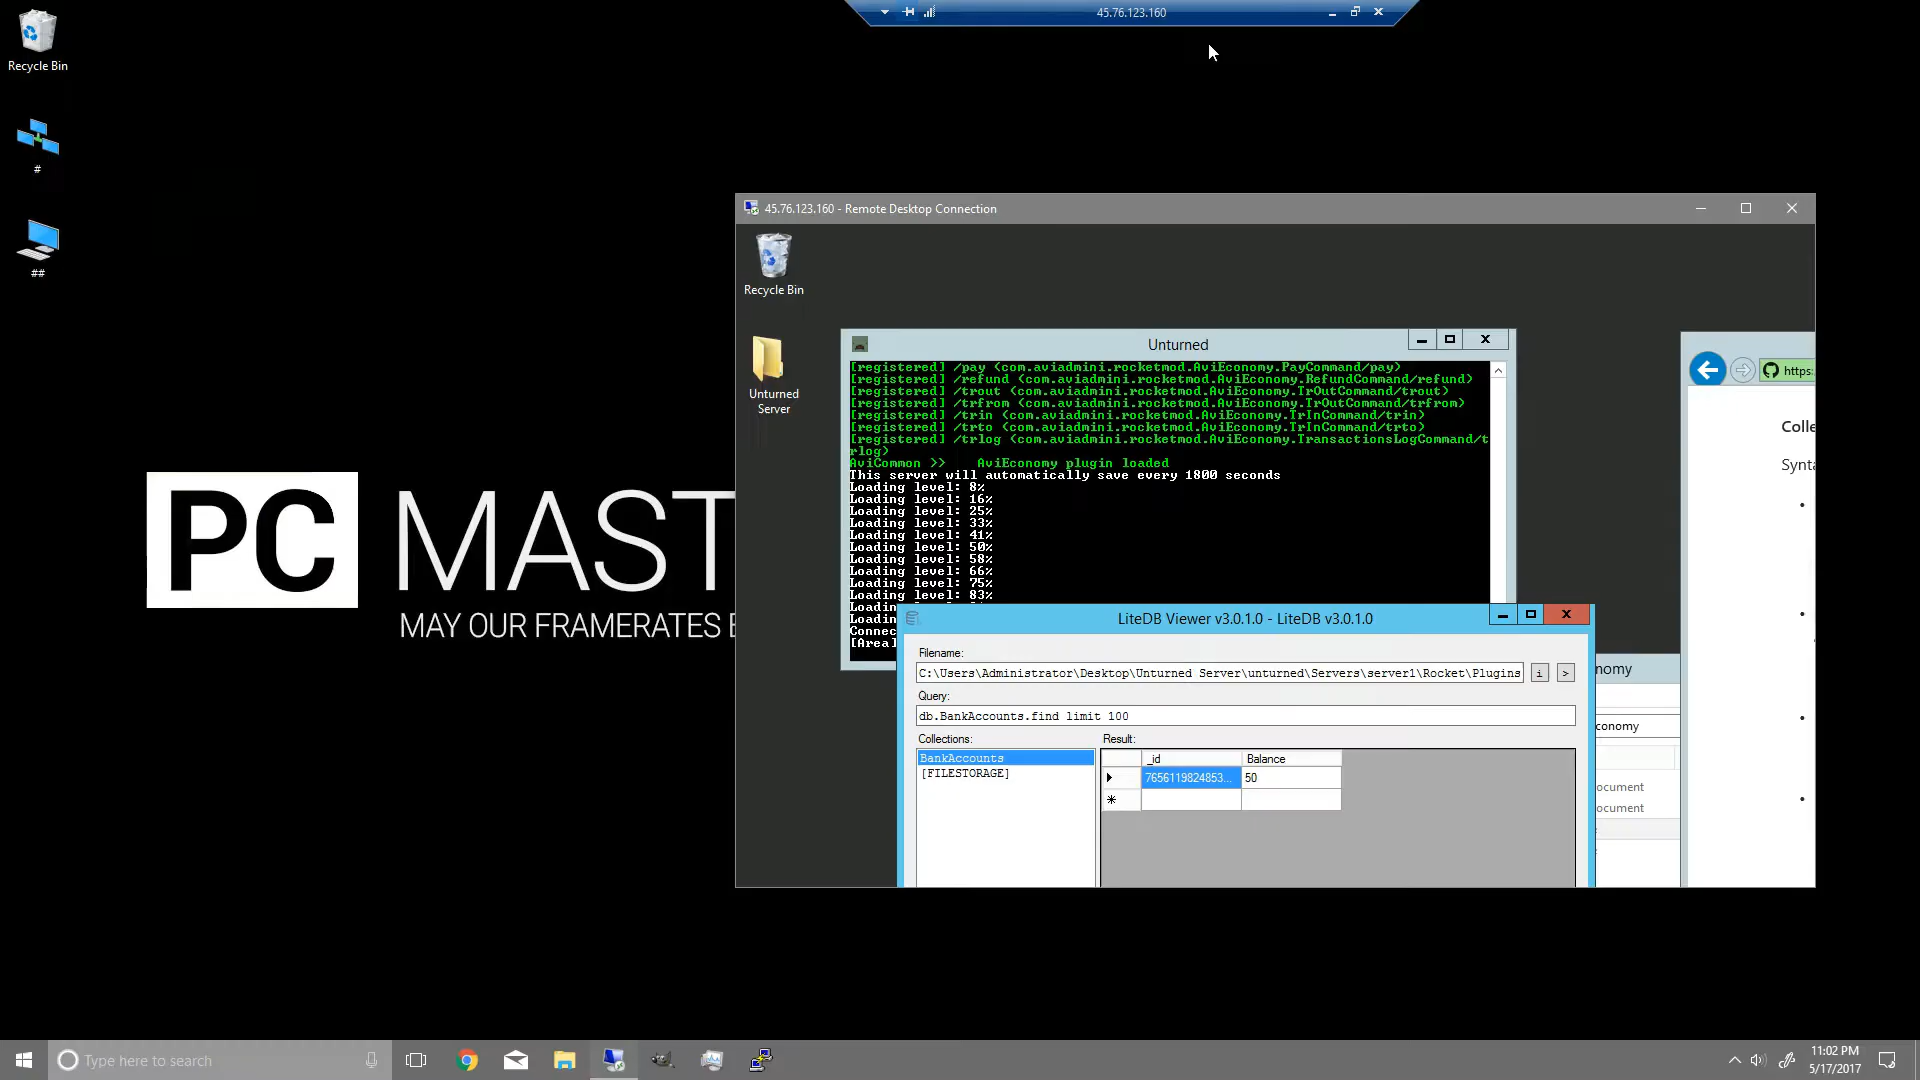 45.76.123.160
Recycle Bin
#
##
PC MAST
MAY OUR FRAMERATES
45.76.123.160 - Remote Desktop Connection
Recycle Bin
Unturned
Server
Unturned
[registered] /pay (com.aviadmini.rocketmod.AviEconomy.PayCommand/pay)
[registered] /refund (com.aviadmini.rocketmod.AviEconomy.RefundCommand/refund)
[registered] /trout (com.aviadmini.rocketmod.AviEconomy.TrOutCommand/trout)
[registered] /trfrom (com.aviadmini.rocketmod.AviEconomy.TrOutCommand/trfrom)
[registered] /trin (com.aviadmini.rocketmod.AviEconomy.TrInCommand/trin)
[registered] /trto (com.aviadmini.rocketmod.AviEconomy.TrInCommand/trto)
[registered] /trlog (com.aviadmini.rocketmod.AviEconomy.TransactionsLogCommand/t
rlog)
AviCommon >> AviEconomy plugin loaded
This server will automatically save every 1800 seconds
Loading level: 8%
Loading level: 16%
Loading level: 25%
Loading level: 33%
Loading level: 41%
Loading level: 50%
Loading level: 58%
Loading level: 66%
Loading level: 75%
Loading level: 83%
Loadin
Loadin
Connec
[Area]
https:
Colle
Synta
LiteDB Viewer v3.0.1.0 - LiteDB v3.0.1.0
Filename:
C:\Users\Administrator\Desktop\Unturned Server\unturned\Servers\server1\Rocket\Plugins
i >
Query:
db.BankAccounts.find limit 100
Collections:
Result:
BankAccounts
[FILESTORAGE]
_id Balance
7656119824853... 50
nomy
conomy
ocument
ocument
Type here to search
11:02 PM
5/17/2017